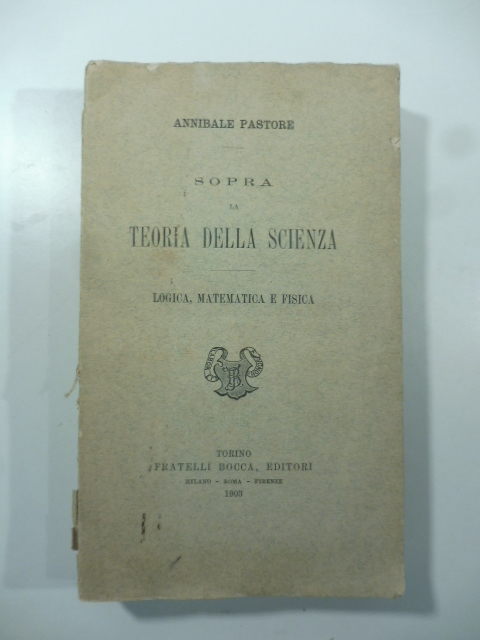 ANNIBALE PASTORE
SOPRA
LA
TEORIA DELLA SCIENZA
LOGICA, MATEMATICA E FISICA
TORINO
FRATELLI BOCCA, EDITORI
MILANO - ROMA - FIRENZE
1903